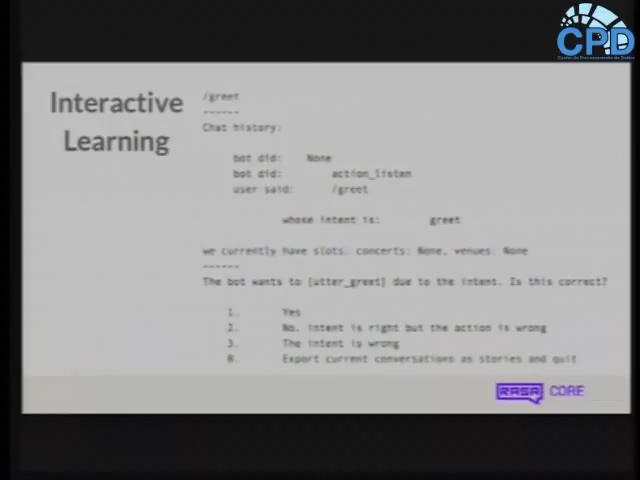 CPD
Interactive
Learning
/greet
------
Chat history:
bot did: None
bot did: action_listen
user said: /greet
whose intent is: greet
we currently have slots: concerts: None, venues: None
------
The bot wants to [utter_greet] due to the intent. Is this correct?
1. Yes
2. No, intent is right but the action is wrong
3. The intent is wrong
0. Export current conversations as stories and quit
RASA CORE